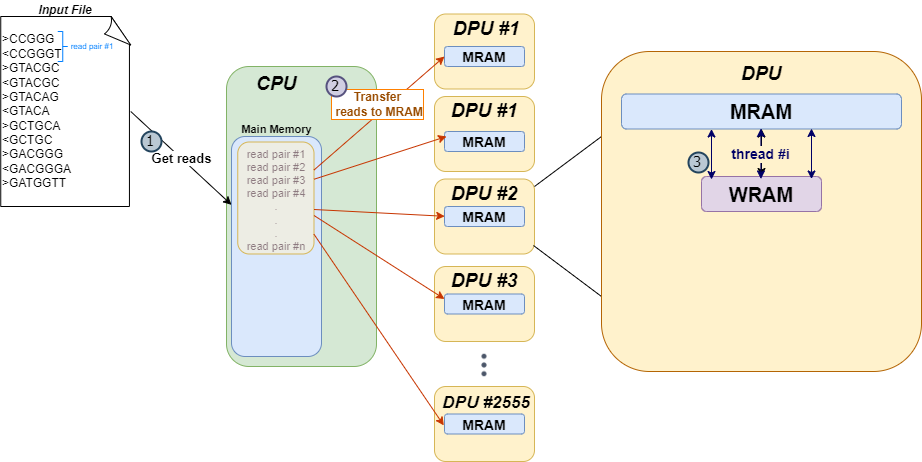 Input File
>CCGGG
<CCGGGT
read pair #1
>GTACGC
<GTACGC
>GTACAG
<GTACA
>GCTGCA
<GCTGC
>GACGGG
<GACGGGA
>GATGGTT
1
Get reads
CPU
Main Memory
read pair #1
read pair #2
read pair #3
read pair #4
.
.
.
read pair #n
2
Transfer
reads to MRAM
DPU #1
MRAM
DPU #1
MRAM
DPU #2
MRAM
DPU #3
MRAM
DPU #2555
MRAM
DPU
MRAM
3
thread #i
WRAM